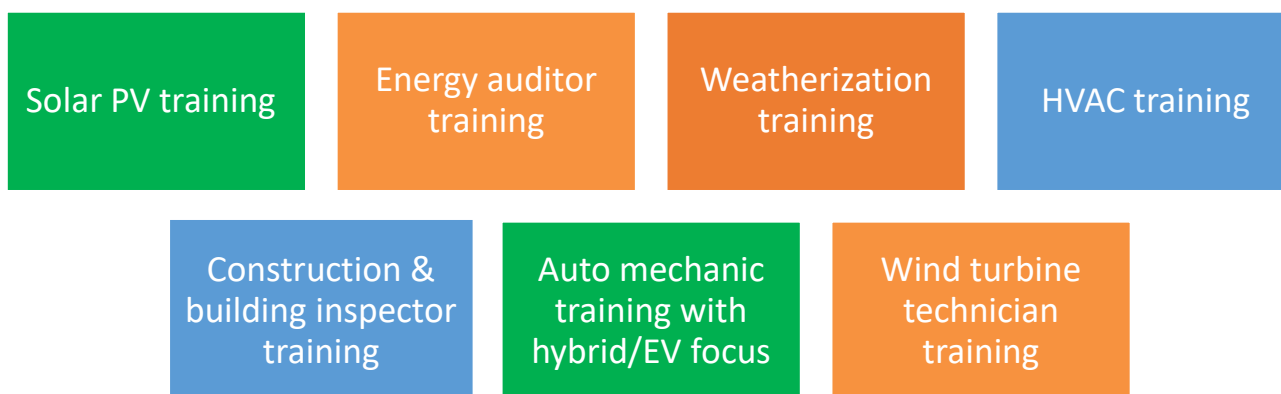 Solar PV training
Energy auditor
training
Weatherization
training
HVAC training
Construction &
building inspector
training
Auto mechanic
training with
hybrid/EV focus
Wind turbine
technician
training